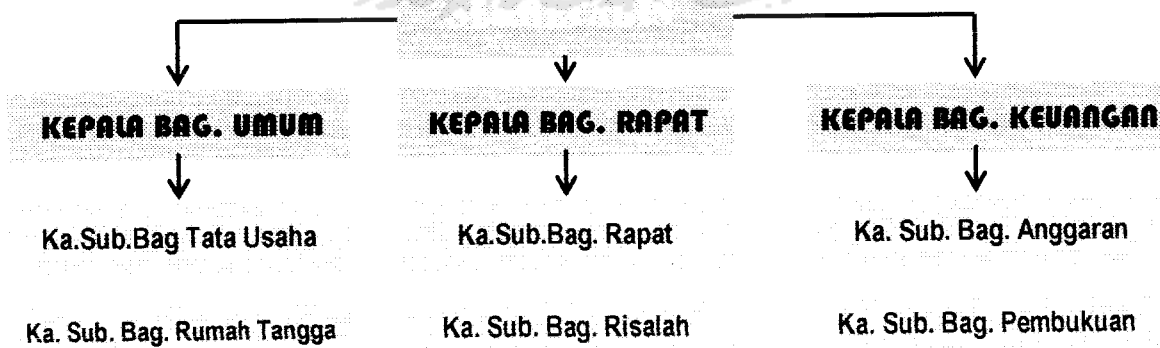 KEPALA BAG. UMUM
KEPALA BAG. RAPAT
KEPALA BAG. KEUANGAN
Ka.Sub.Bag Tata Usaha
Ka.Sub.Bag. Rapat
Ka. Sub. Bag. Anggaran
Ka. Sub. Bag. Rumah Tangga
Ka. Sub. Bag. Risalah
Ka. Sub. Bag. Pembukuan